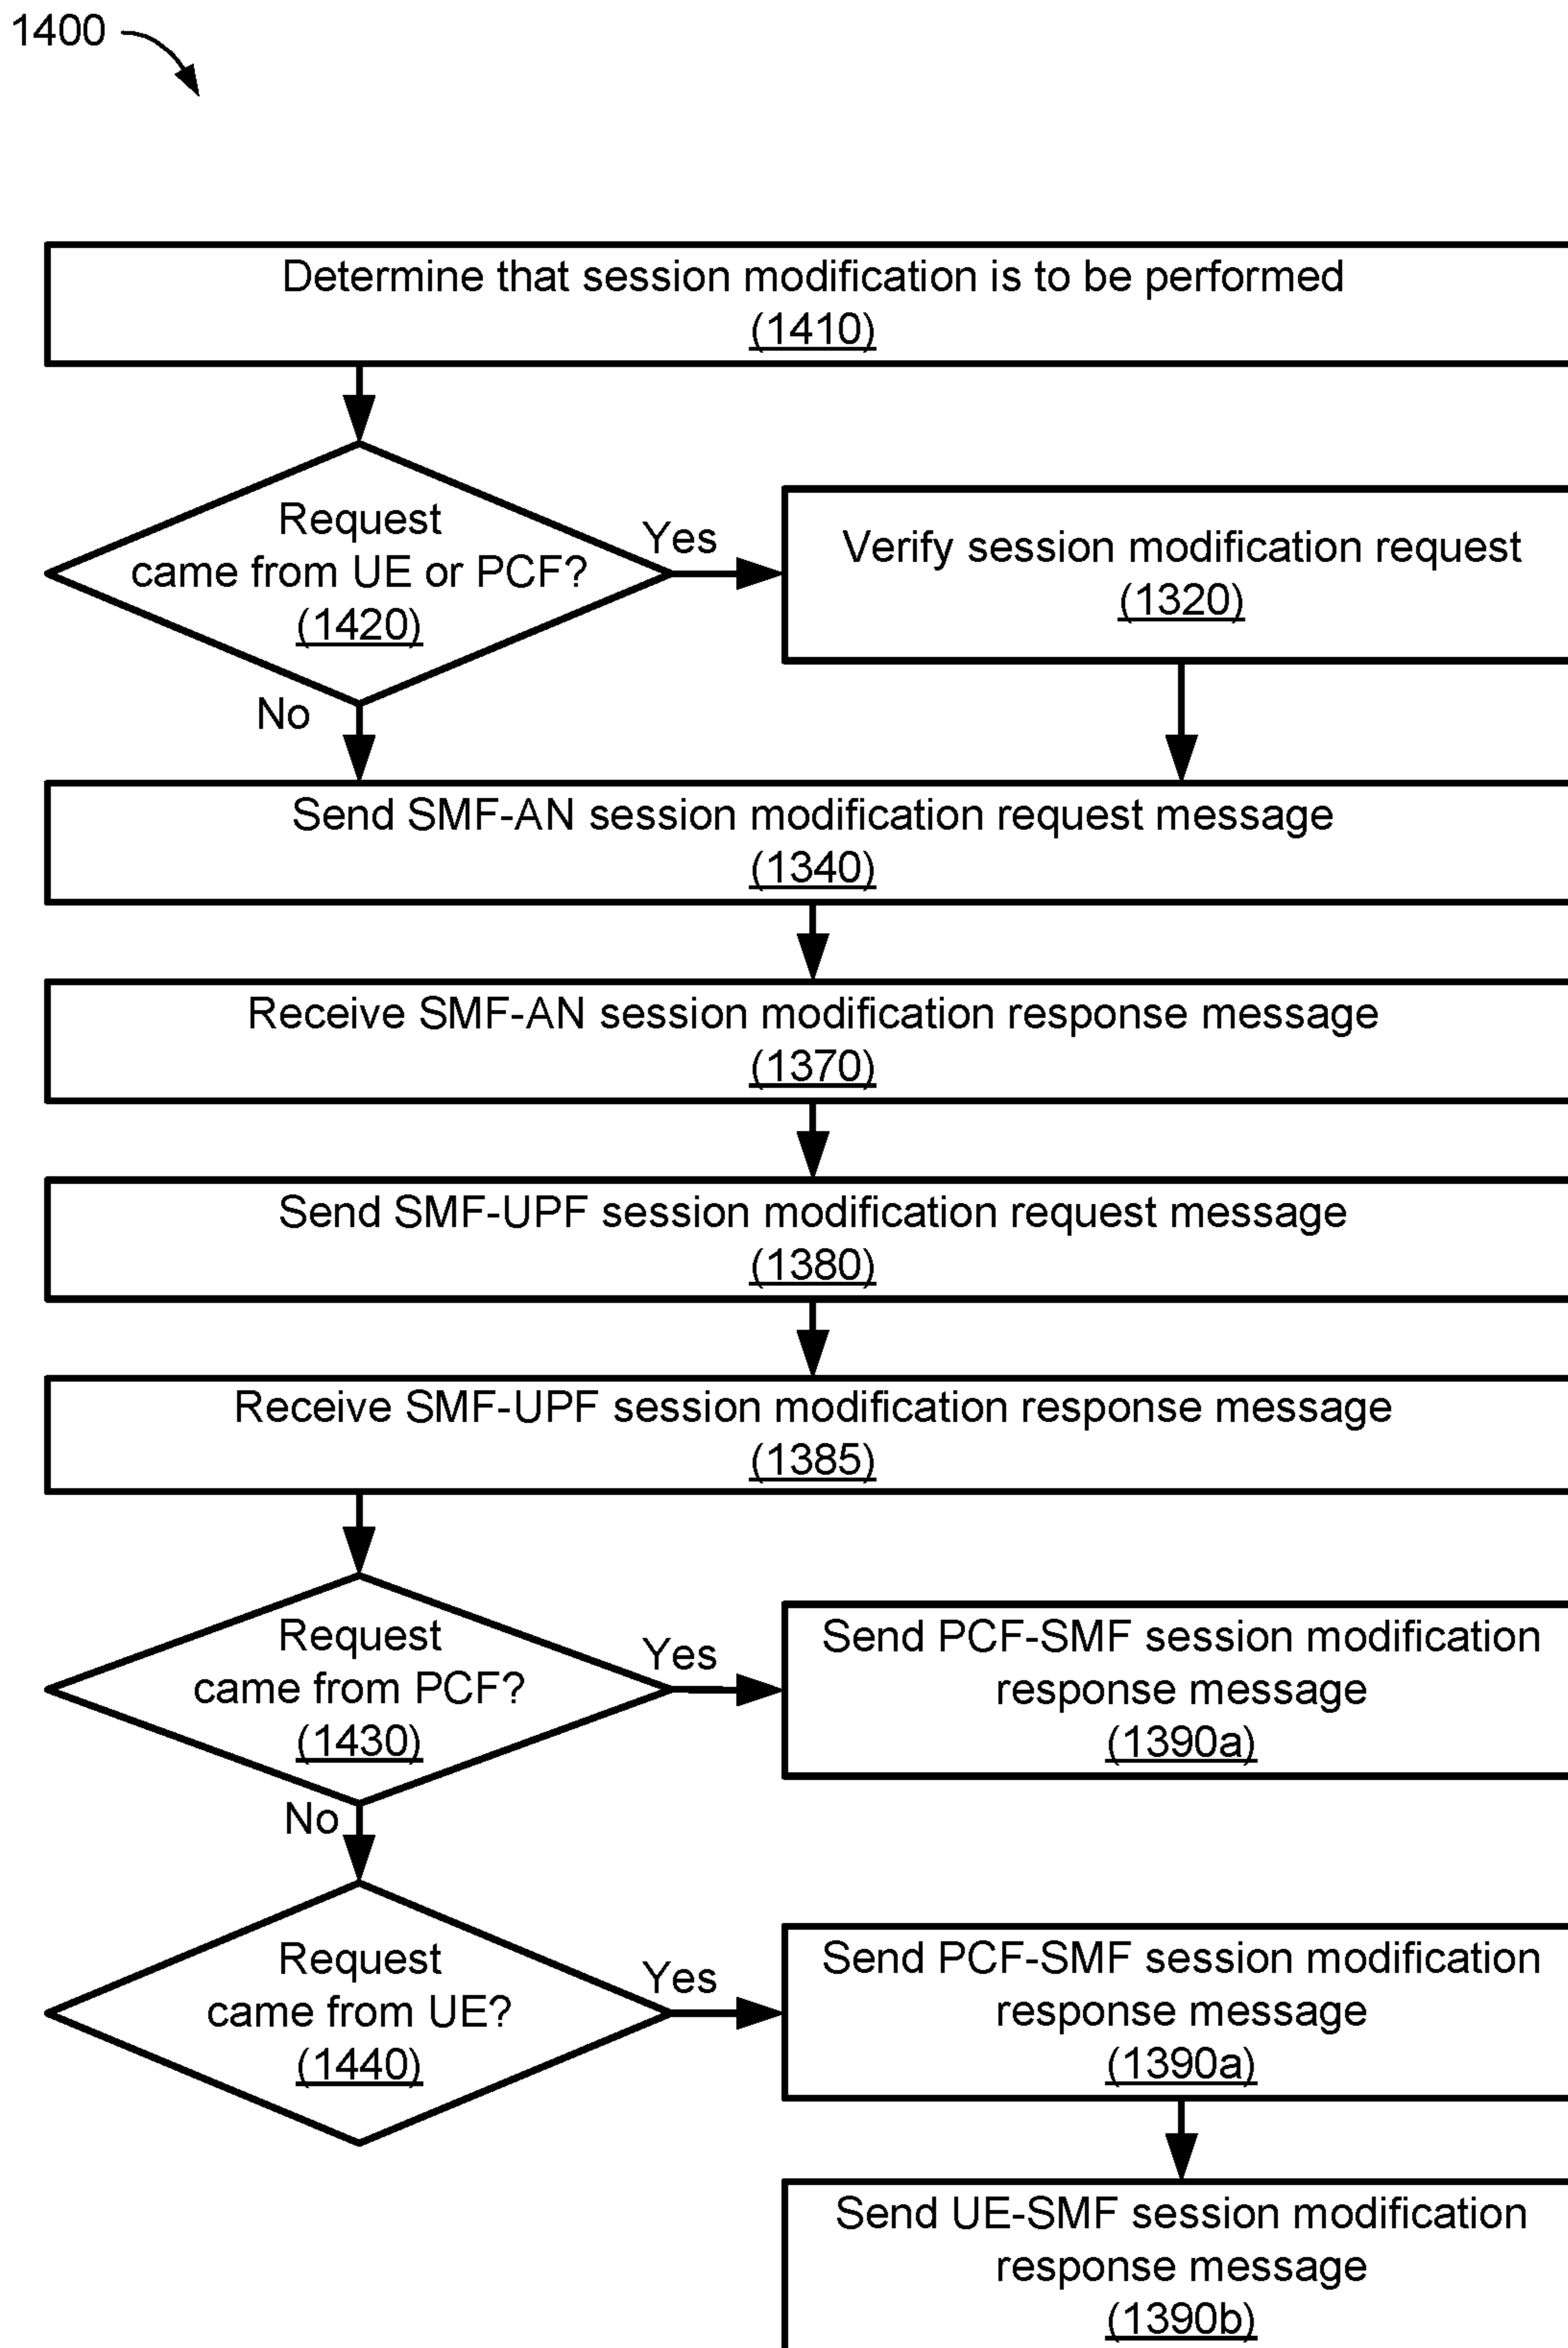 1400
Determine that session modification is to be performed
(1410)
Request
came from UE or PCF?
(1420)
Yes
Verify session modification request
(1320)
No
Send SMF-AN session modification request message
(1340)
Receive SMF-AN session modification response message
(1370)
Send SMF-UPF session modification request message
(1380)
Receive SMF-UPF session modification response message
(1385)
Request
came from PCF?
(1430)
Yes
Send PCF-SMF session modification
response message
(1390a)
No
Request
came from UE?
(1440)
Yes
Send PCF-SMF session modification
response message
(1390a)
Send UE-SMF session modification
response message
(1390b)